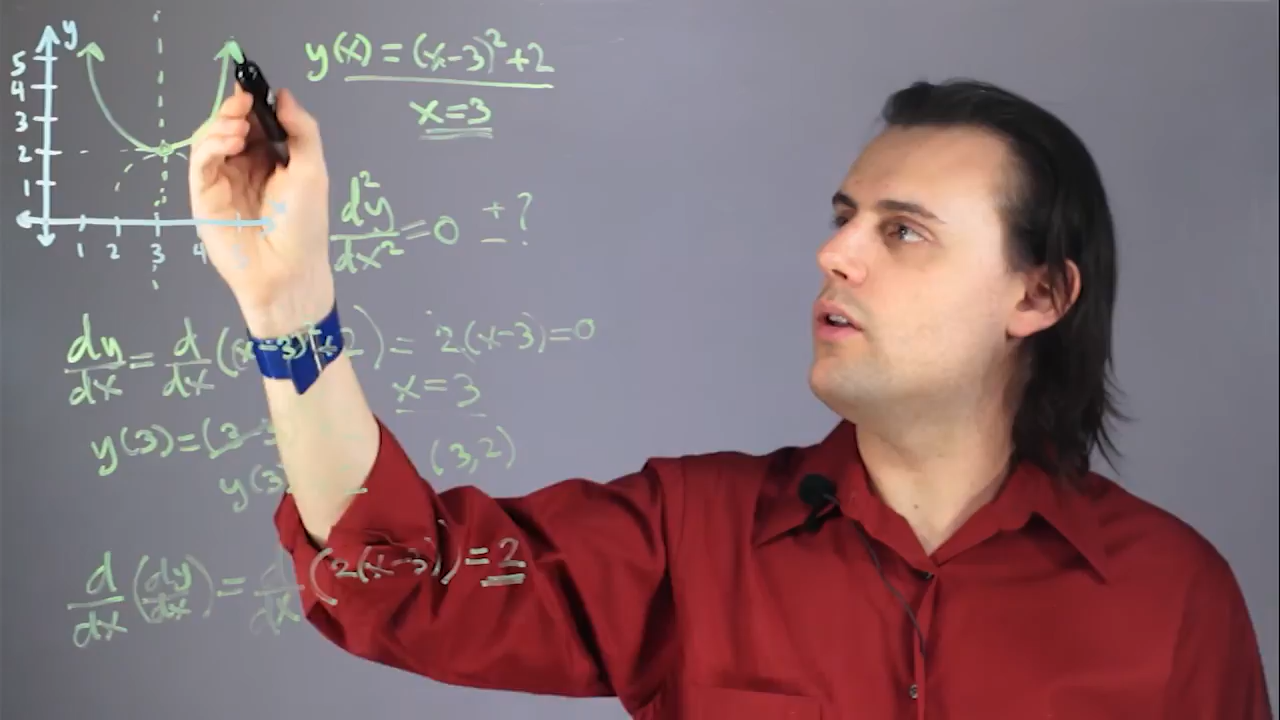 y
5
4
3
2
1
1 2 3 4 5 x
y(x) = (x-3)²+2
x=3
d²y/dx² = 0 + ?
dy/dx = d/dx ((x-3)²+2) = 2(x-3)=0
x=3
y(3)=(3-3
y(3)
(3,2)
d/dx (dy/dx) = d/dx (2(x-3)) = 2